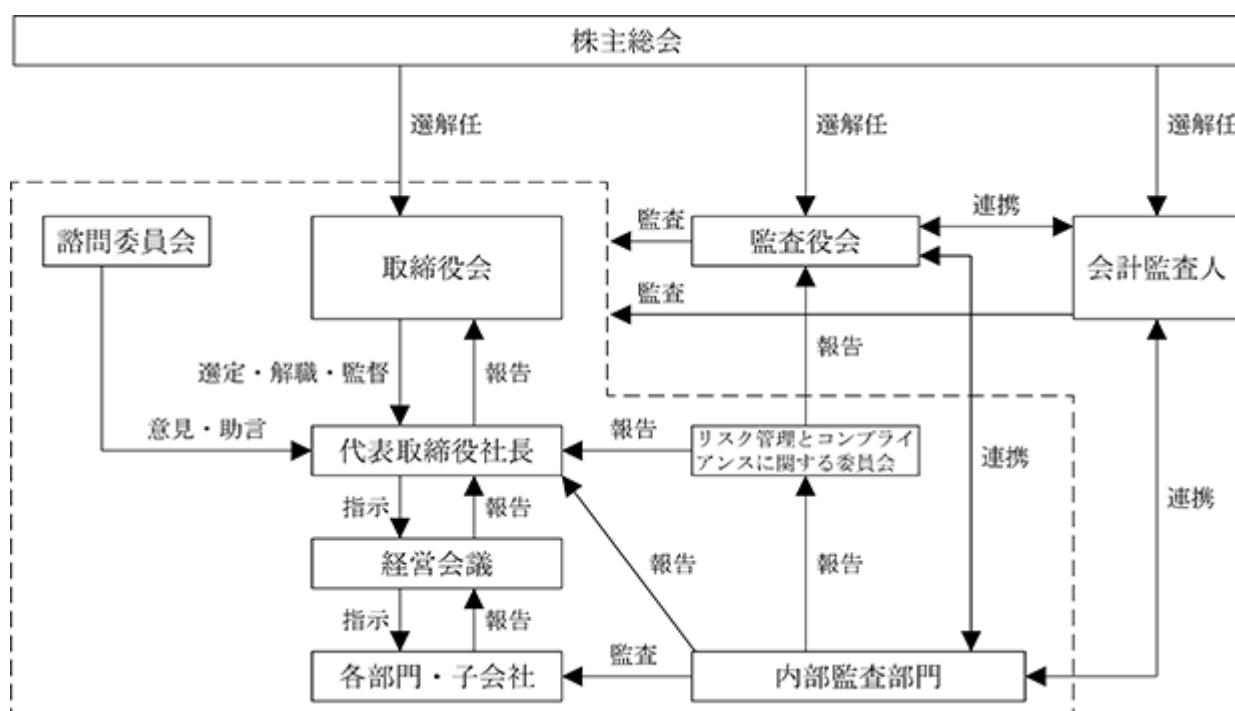 株主総会
選解任
選解任
選解任
諮問委員会
取締役会
監査
監査役会
連携
会計監査人
監査
選定・解職・監督
報告
報告
意見・助言
代表取締役社長
報告
リスク管理とコンプライ
アンスに関する委員会
連携
連携
指示
報告
経営会議
報告
報告
指示
報告
各部門・子会社
監査
内部監査部門